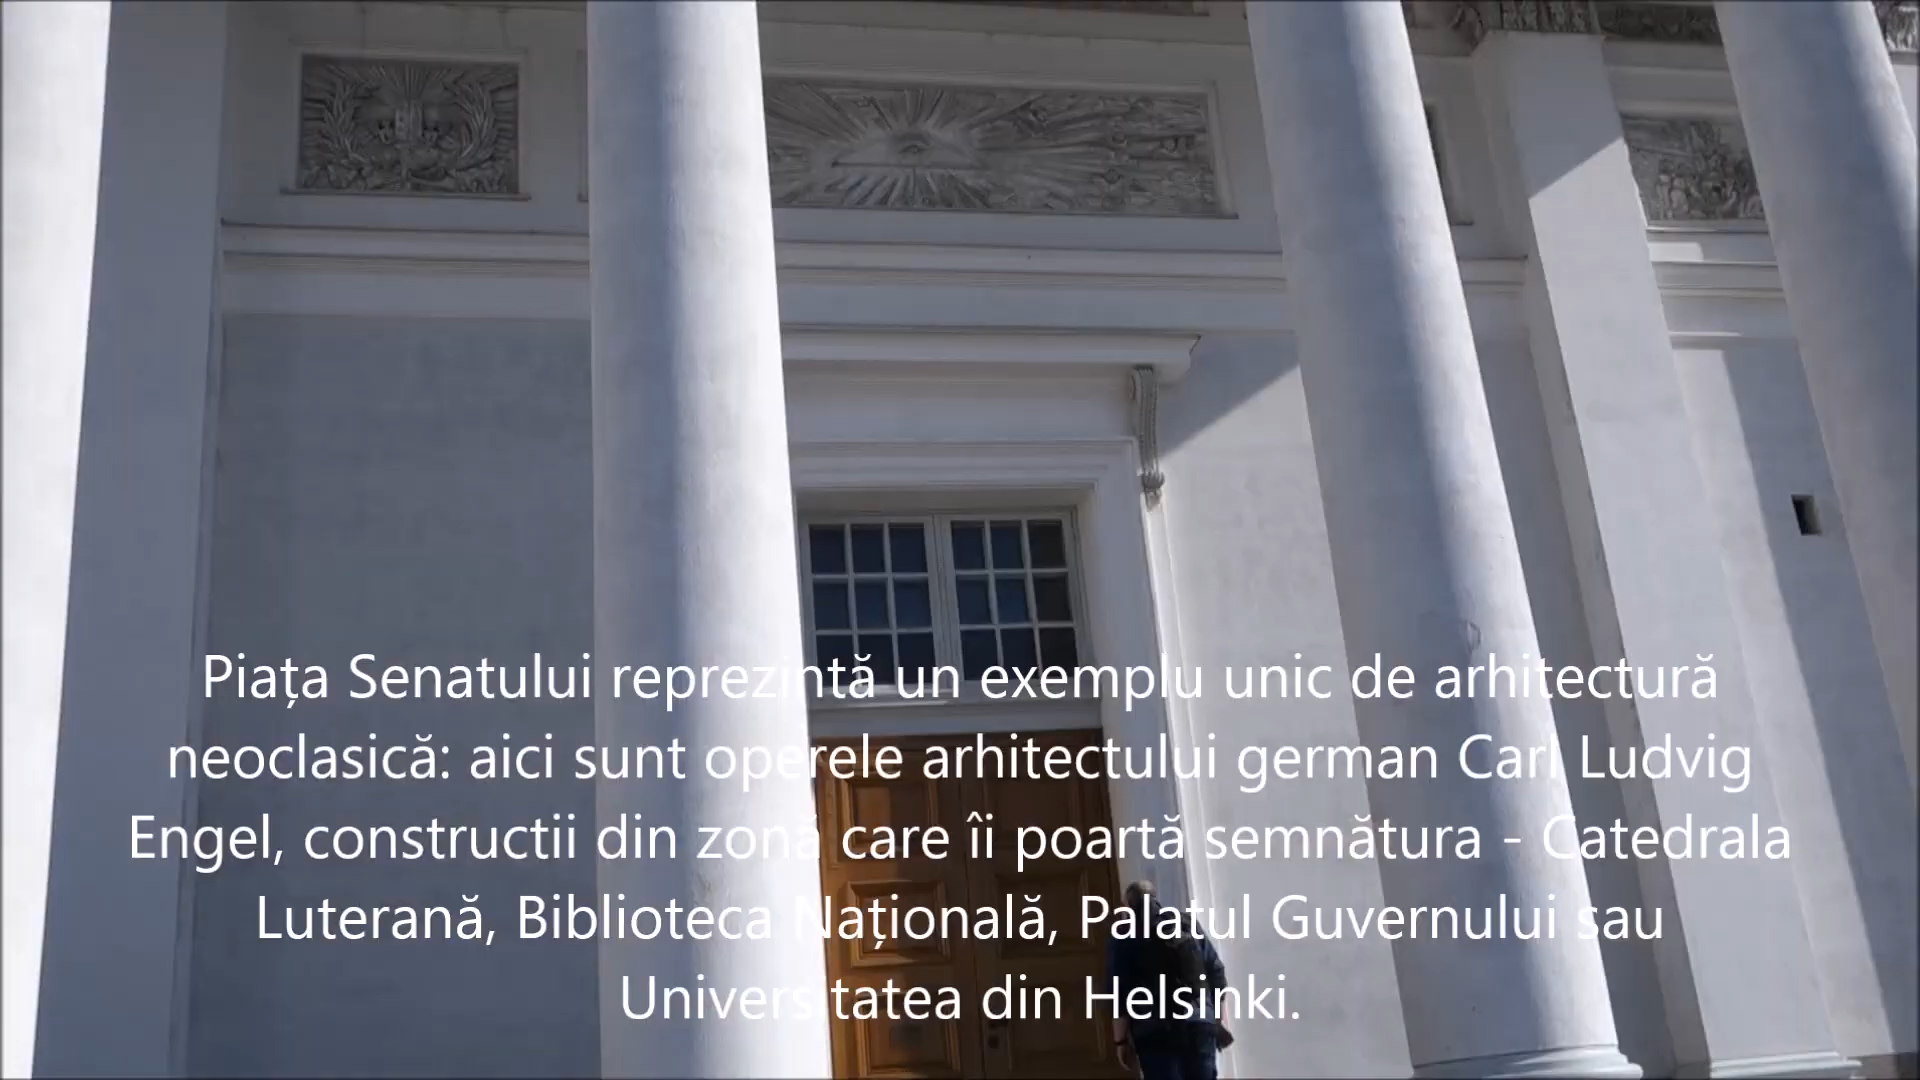 Piața Senatului reprezintă un exemplu unic de arhitectură
neoclasică: aici sunt operele arhitectului german Carl Ludvig
Engel, constructii din zonă care îi poartă semnătura - Catedrala
Luterană, Biblioteca Națională, Palatul Guvernului sau
Universitatea din Helsinki.